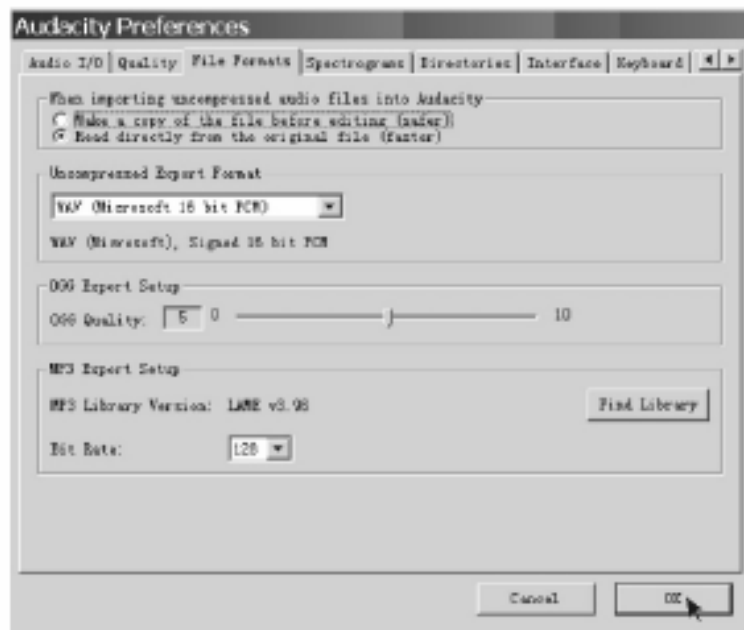 Audacity Preferences
Audio I/O Quality File Formats Spectrograms Directories Interface Keyboard
When importing uncompressed audio files into Audacity
Make a copy of the file before editing (safer)
Read directly from the original file (faster)
Uncompressed Export Format
WAV (Microsoft 16 bit PCM)
WAV (Microsoft), Signed 16 bit PCM
OGG Export Setup
OGG Quality: 5 0 10
MP3 Export Setup
MP3 Library Version: LAME v3.98 Find Library
Bit Rate: 128
Cancel OK